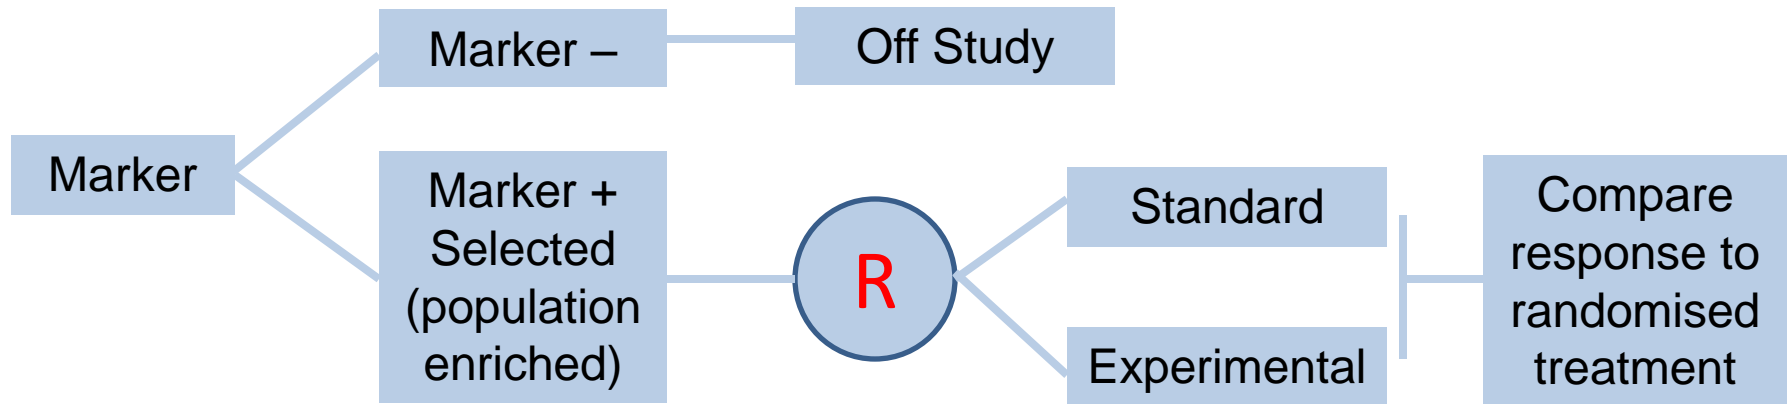 Marker
Marker –
Off Study
Marker +
Selected
(population
enriched)
R
Standard
Experimental
Compare
response to
randomised
treatment